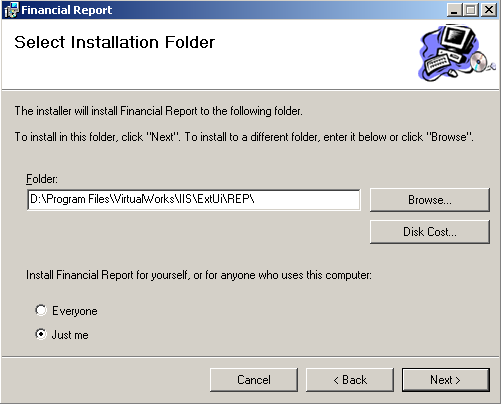 Financial Report
Select Installation Folder
The installer will install Financial Report to the following folder.
To install in this folder, click "Next". To install to a different folder, enter it below or click "Browse".
Folder:
D:\Program Files\VirtualWorks\IIS\ExtUi\REP\
Browse...
Disk Cost...
Install Financial Report for yourself, or for anyone who uses this computer:
Everyone
Just me
Cancel
< Back
Next >